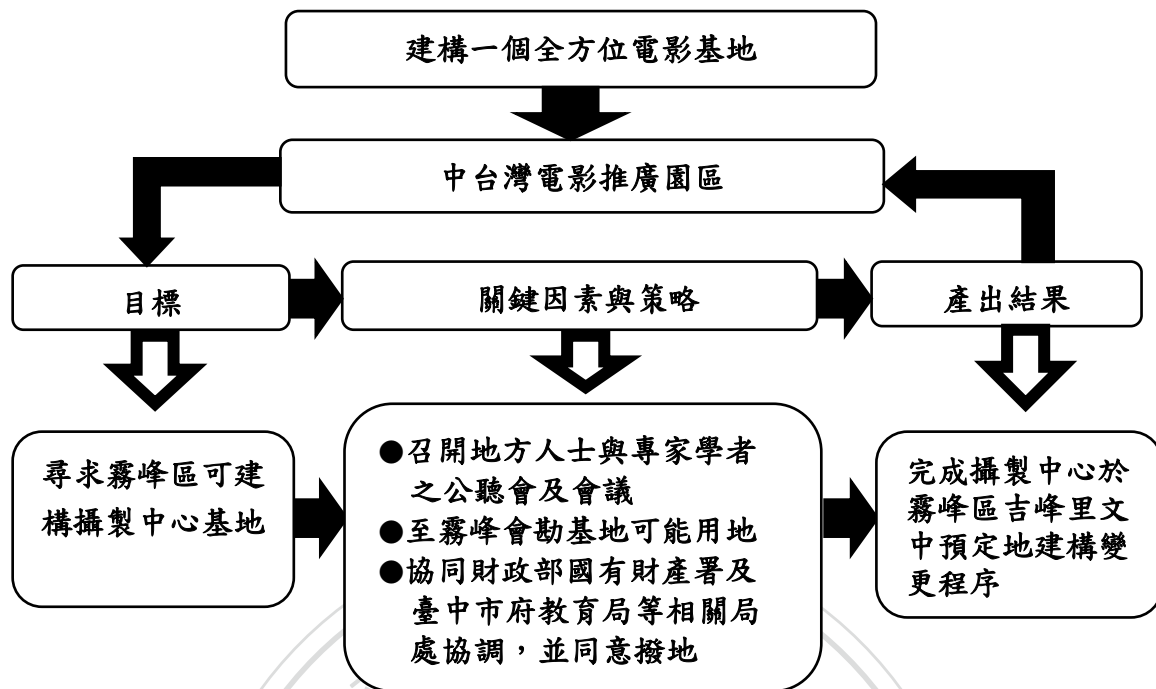 建構一個全方位電影基地
中台灣電影推廣園區
目標
關鍵因素與策略
產出結果
尋求霧峰區可建
構攝製中心基地
●召開地方人士與專家學者
之公聽會及會議
●至霧峰會勘基地可能用地
●協同財政部國有財產署及
臺中市府教育局等相關局
處協調，並同意撥地
完成攝製中心於
霧峰區吉峰里文
中預定地建構變
更程序